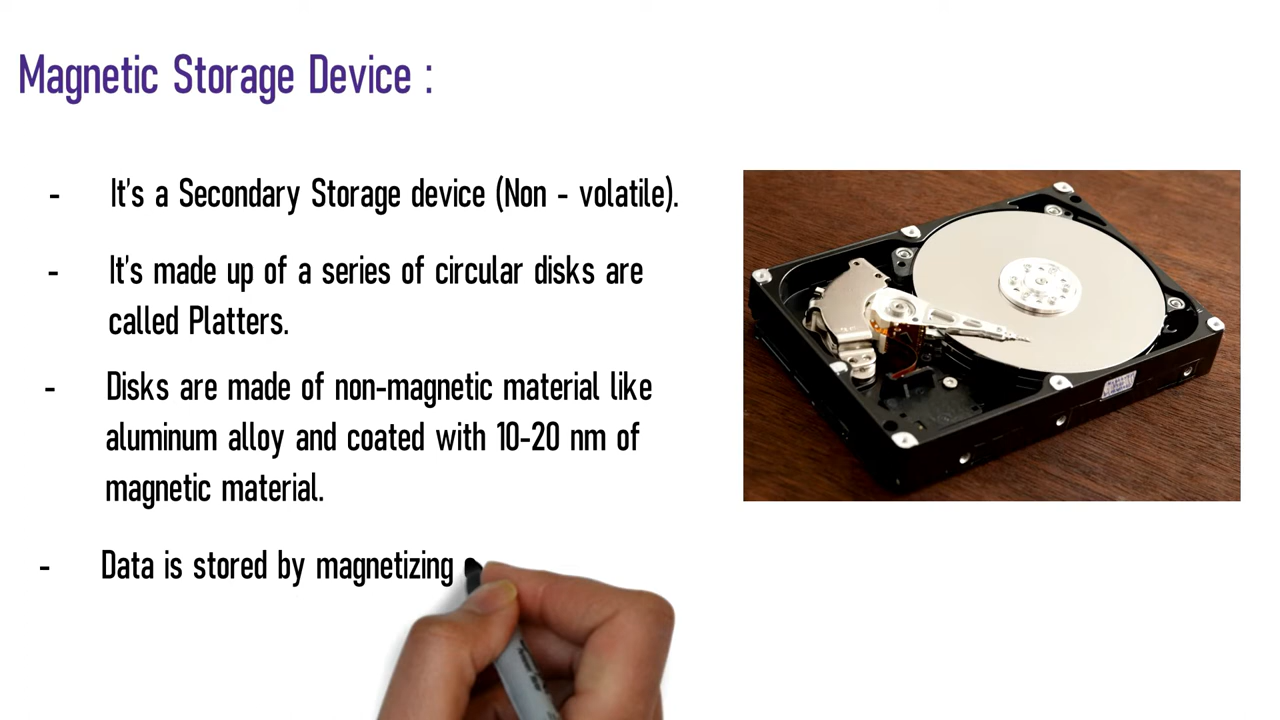 Magnetic Storage Device :
- It's a Secondary Storage device (Non - volatile).
- It's made up of a series of circular disks are
called Platters.
- Disks are made of non-magnetic material like
aluminum alloy and coated with 10-20 nm of
magnetic material.
- Data is stored by magnetizing